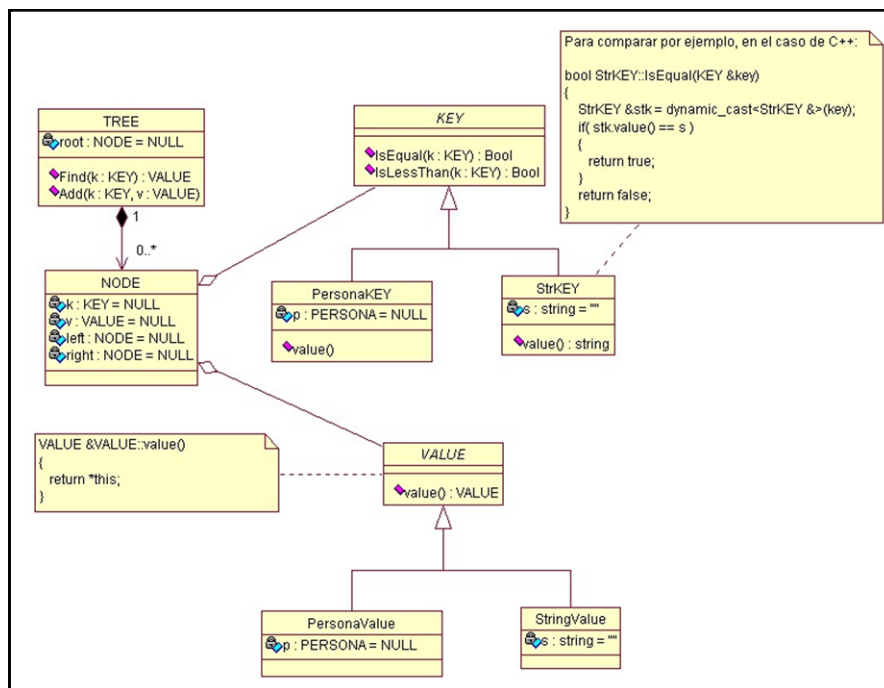 Para comparar por ejemplo, en el caso de C++:
bool StrKEY::IsEqual(KEY &key)
{
StrKEY &stk = dynamic_cast<StrKEY &>(key);
if( stk.value() == s )
{
return true;
}
return false;
}
TREE
root : NODE = NULL
Find(k : KEY) : VALUE
Add(k : KEY, v : VALUE)
1
0..*
KEY
IsEqual(k : KEY) : Bool
IsLessThan(k : KEY) : Bool
NODE
k : KEY = NULL
v : VALUE = NULL
left : NODE = NULL
right : NODE = NULL
PersonaKEY
p : PERSONA = NULL
value()
StrKEY
s : string = ""
value() : string
VALUE &VALUE::value()
{
return *this;
}
VALUE
value() : VALUE
PersonaValue
p : PERSONA = NULL
StringValue
s : string = ""